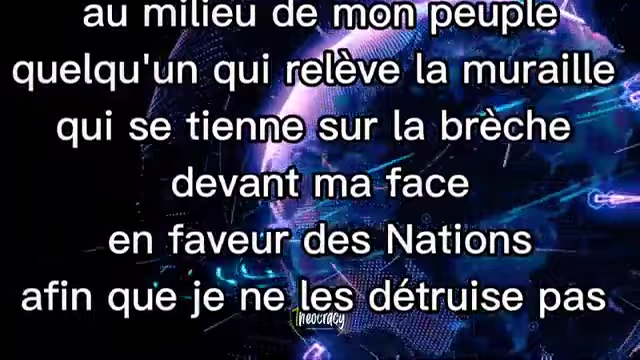 au milieu de mon peuple
quelqu'un qui relève la muraille
qui se tienne sur la brèche
devant ma face
en faveur des Nations
afin que je ne les détruise pas
Theocracy